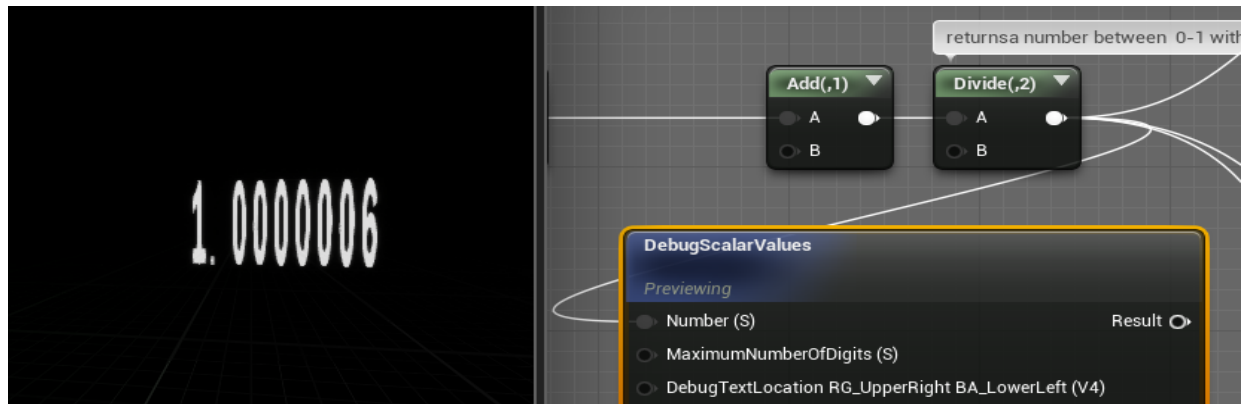 returnsa number between 0-1 with
Add(,1)
Divide(,2)
A
A
B
B
1.0000006
DebugScalarValues
Previewing
Number (S)
Result
MaximumNumberOfDigits (S)
DebugTextLocation RG_UpperRight BA_LowerLeft (V4)